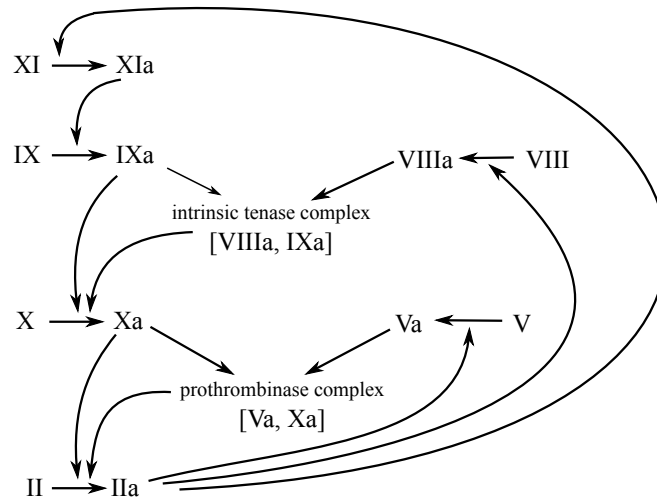 XI XIa
IX IXa VIIIa VIII
intrinsic tenase complex
[VIIIa, IXa]
X Xa Va V
prothrombinase complex
[Va, Xa]
II IIa